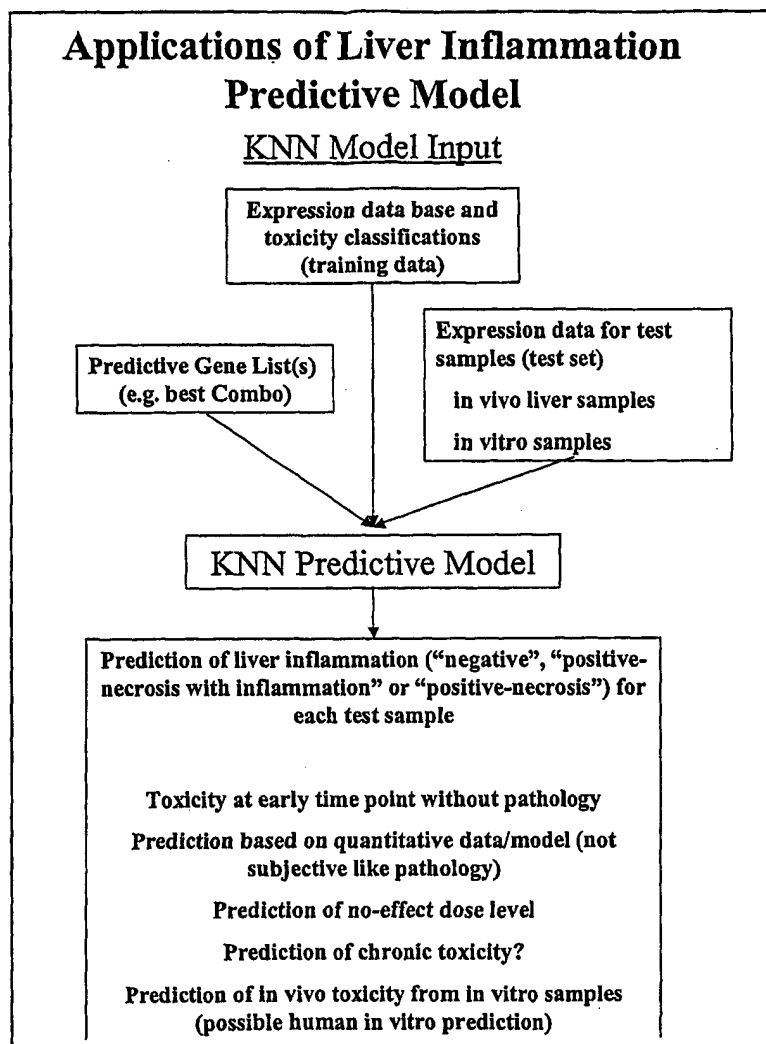 Applications of Liver Inflammation
Predictive Model
KNN Model Input
Expression data base and
toxicity classifications
(training data)
Predictive Gene List(s)
(e.g. best Combo)
Expression data for test
samples (test set)
in vivo liver samples
in vitro samples
KNN Predictive Model
Prediction of liver inflammation (“negative”, “positive-
necrosis with inflammation” or “positive-necrosis”) for
each test sample
Toxicity at early time point without pathology
Prediction based on quantitative data/model (not
subjective like pathology)
Prediction of no-effect dose level
Prediction of chronic toxicity?
Prediction of in vivo toxicity from in vitro samples
(possible human in vitro prediction)